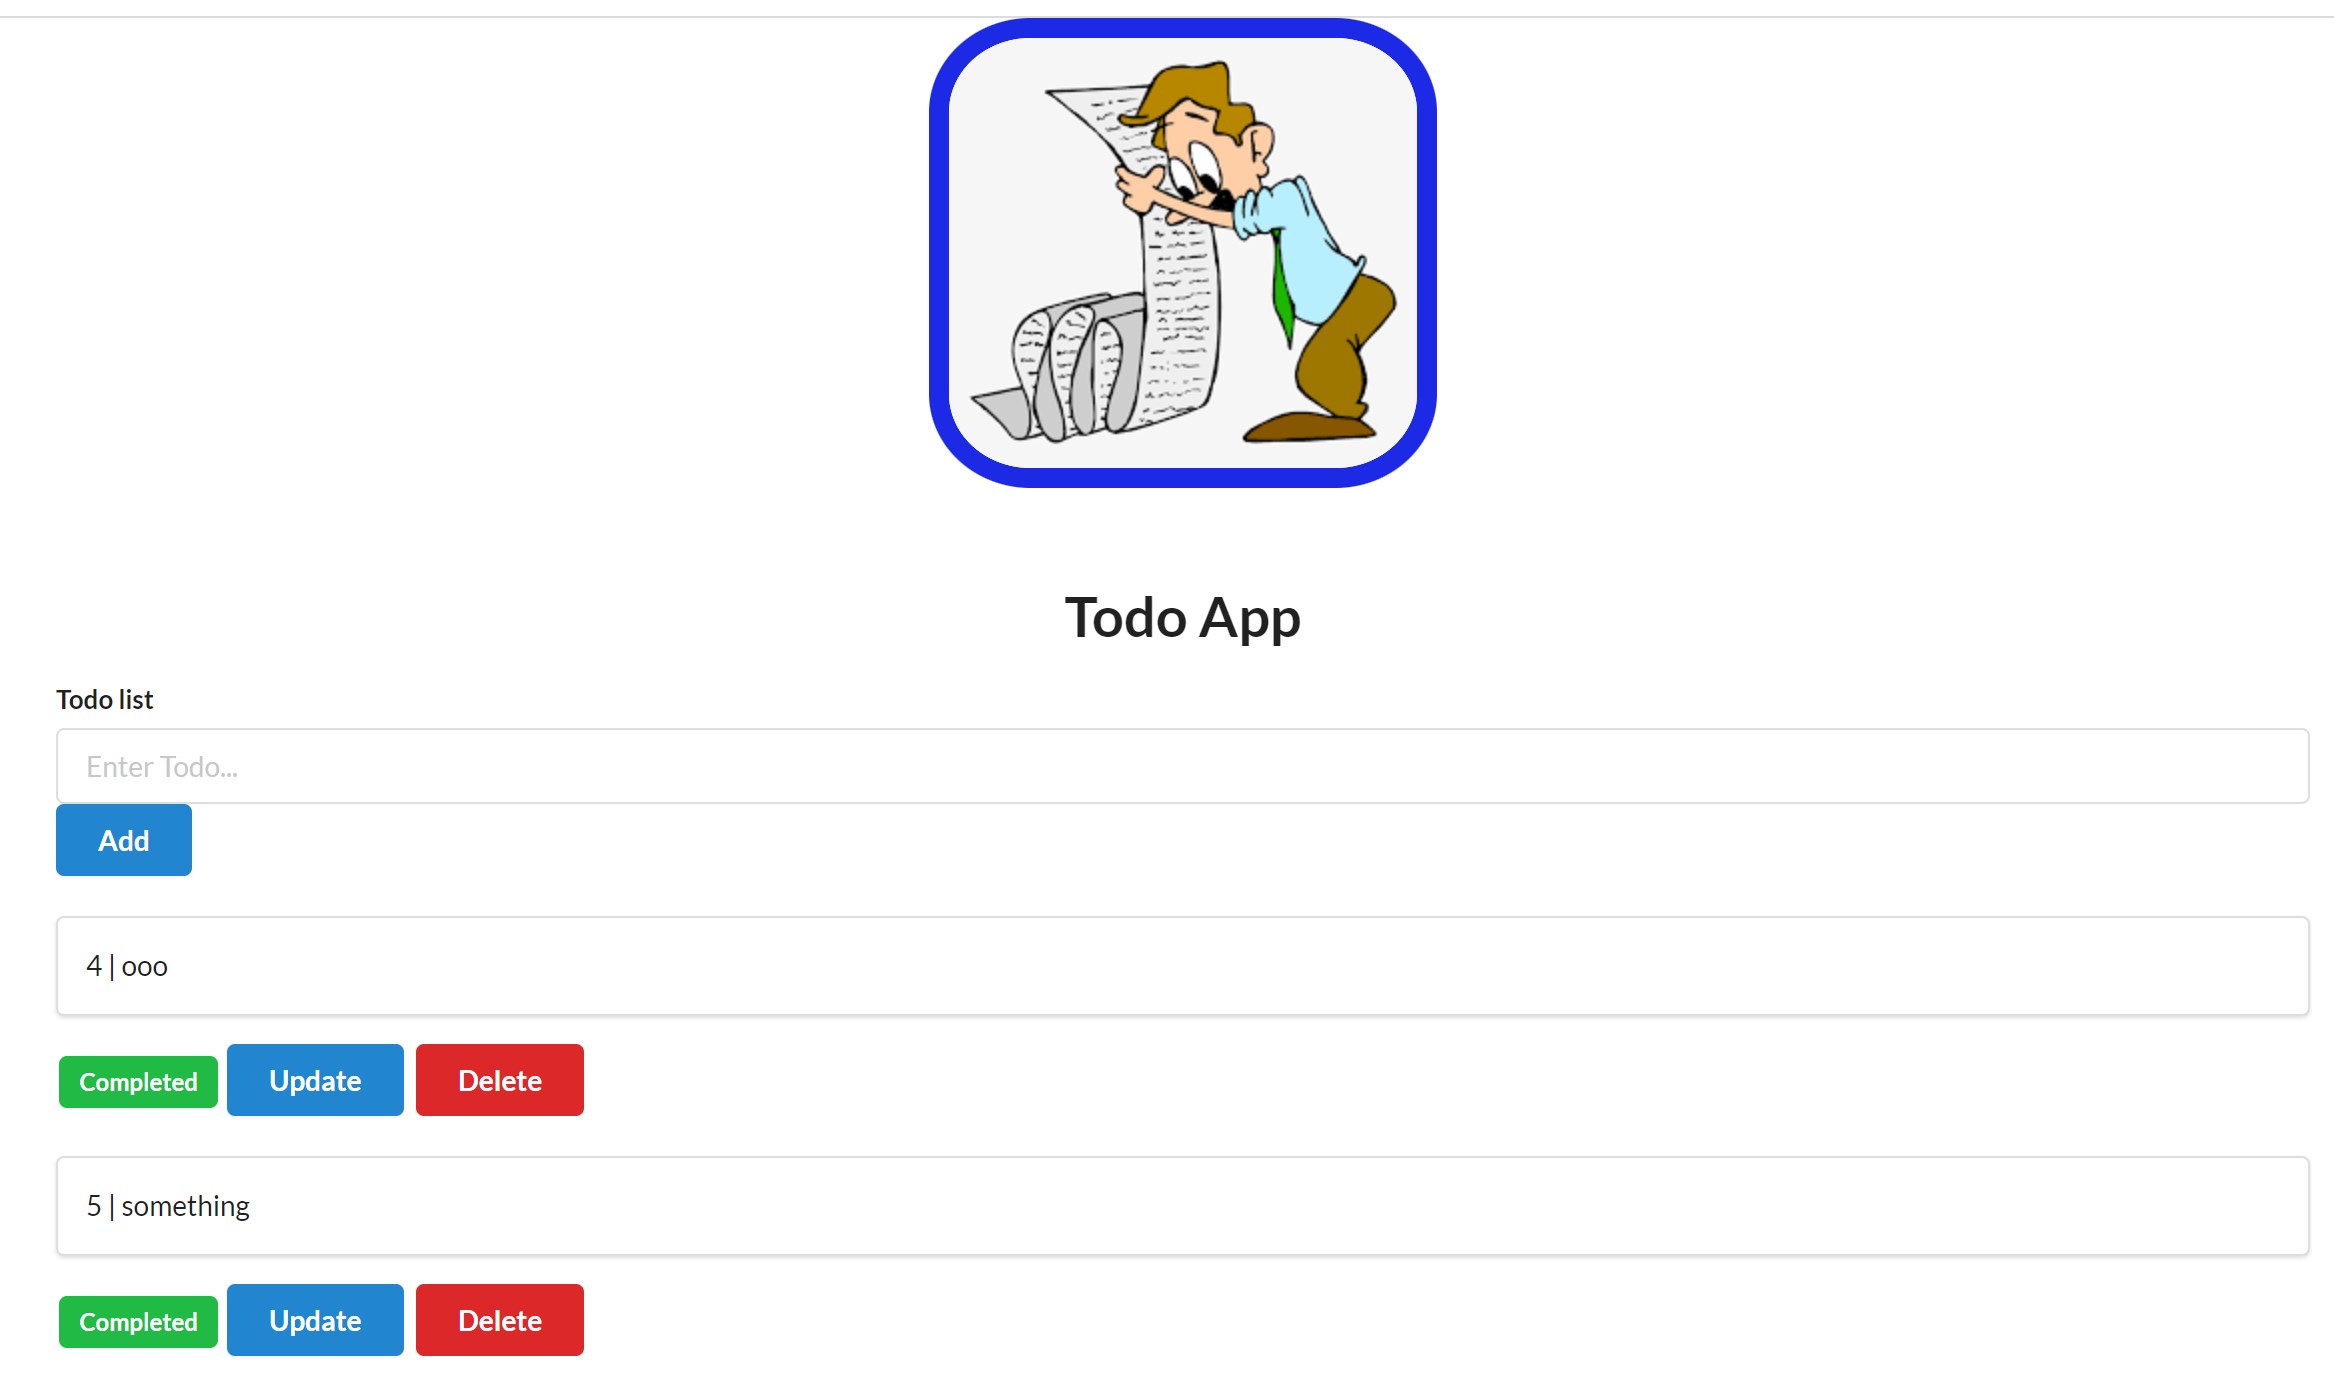 Todo App
Todo list
Enter Todo...
Add
4 | ooo
Completed Update Delete
5 | something
Completed Update Delete